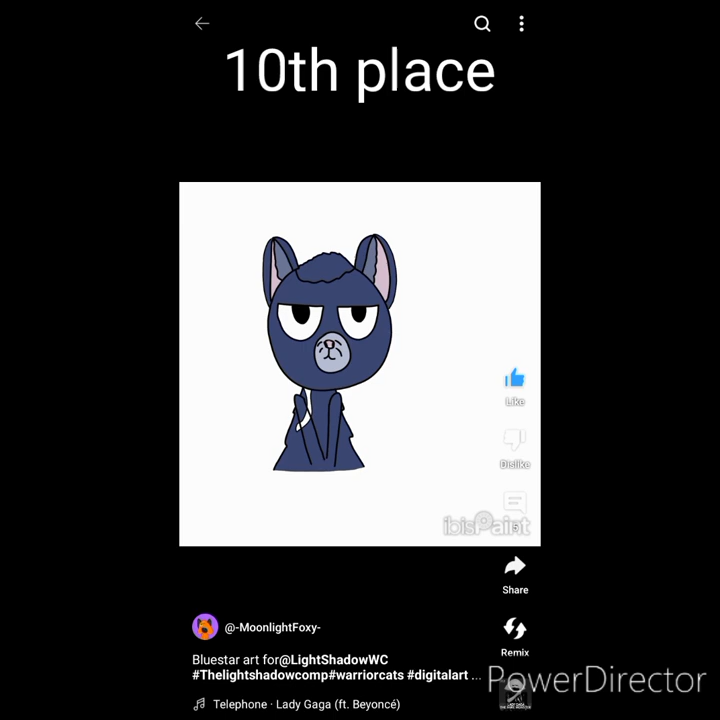 10th place
Like
Dislike
5
ibisPaint
Share
@-MoonlightFoxy-
Remix
Bluestar art for@LightShadowWC
#Thelightshadowcomp#warriorcats #digitalart ...
PowerDirector
Telephone · Lady Gaga (ft. Beyoncé)